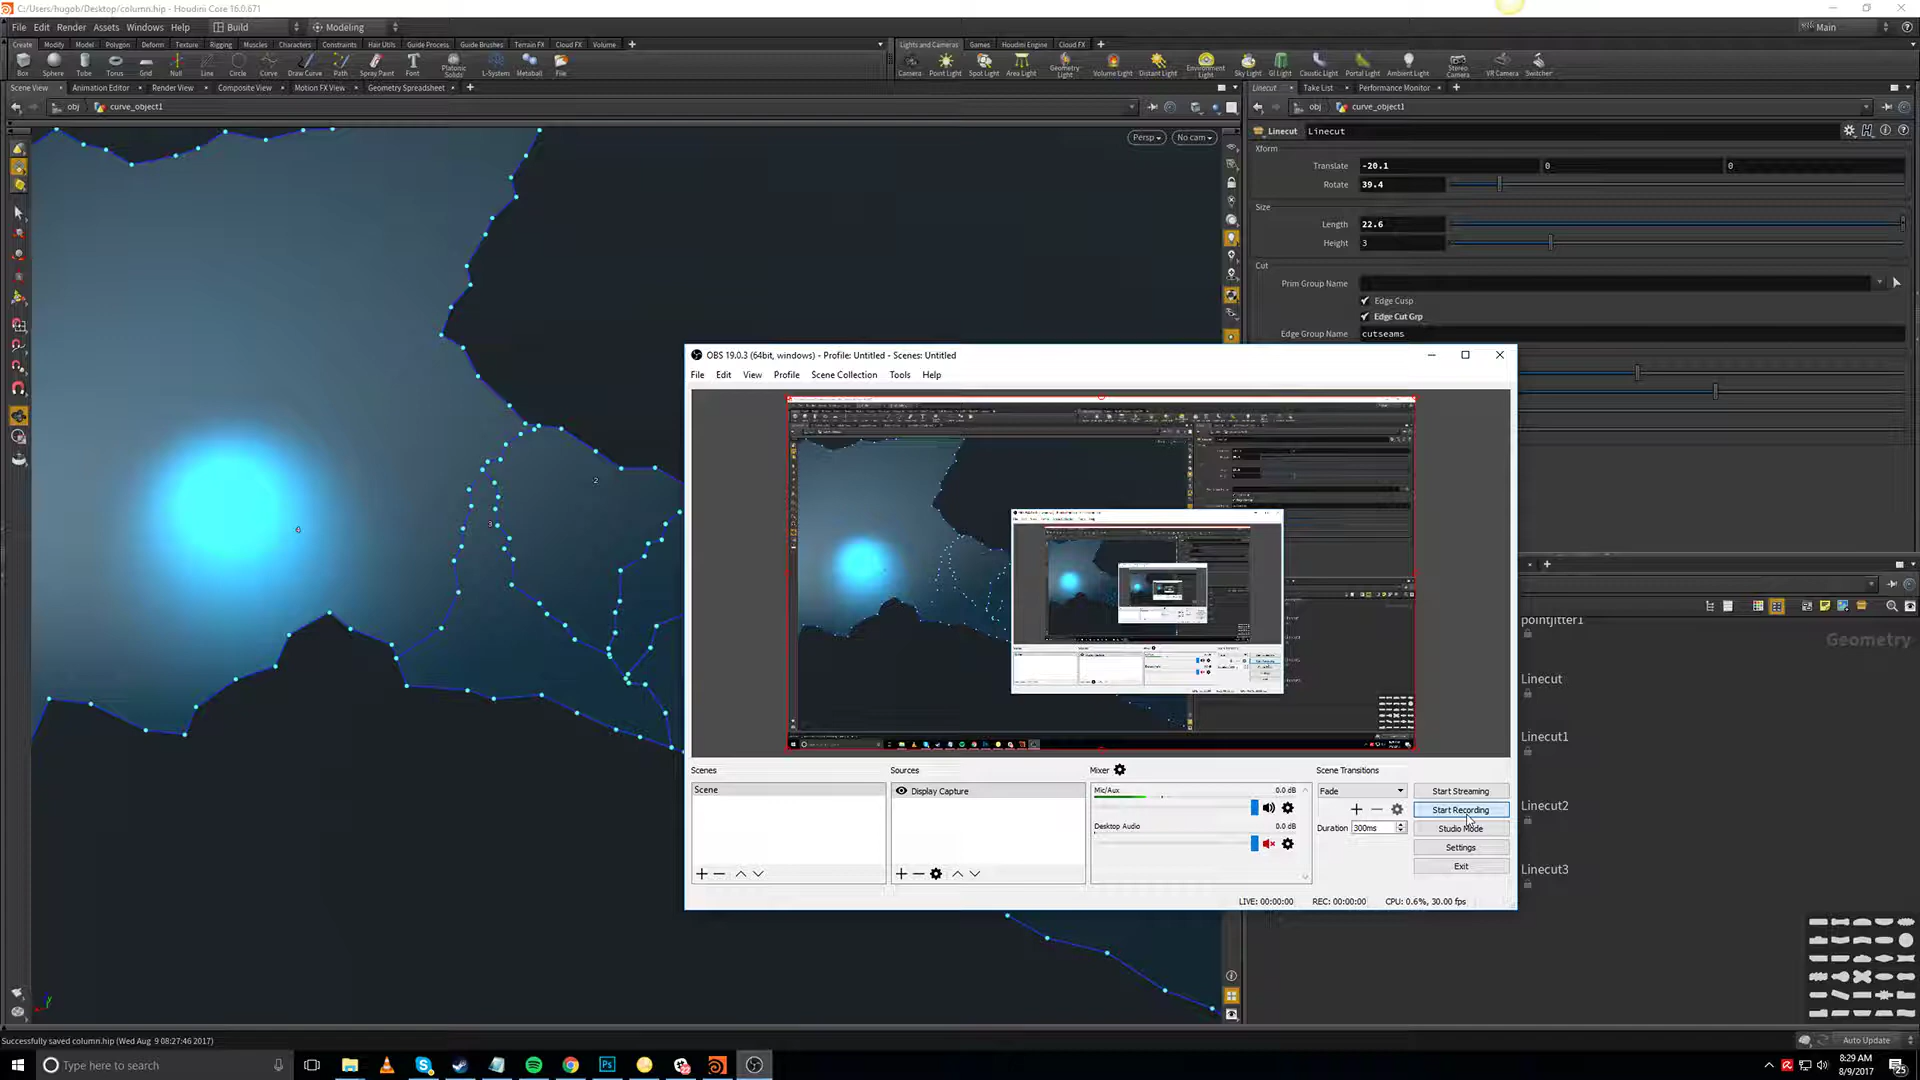 C:/Users/hugob/Desktop/column.hip - Houdini Core 16.0.671
File Edit Render Assets Windows Help Build Modeling Main
Create Modify Model Polygon Deform Texture Rigging Muscles Characters Constraints Hair Utils Guide Process Guide Brushes Terrain FX Cloud FX Volume
Lights and Cameras Games Houdini Engine Cloud FX
Box Sphere Tube Torus Grid Null Line Circle Curve Draw Curve Path Spray Paint Font Platonic Solids L-System Metaball File
Camera Point Light Spot Light Area Light Geometry Light Volume Light Distant Light Environment Light Sky Light GI Light Caustic Light Portal Light Ambient Light Stereo Camera VR Camera Switcher
Scene View Animation Editor Render View Composite View Motion FX View Geometry Spreadsheet
Linecut Take List Performance Monitor
obj curve_object1
obj curve_object1
Persp No cam
Linecut Linecut
Xform
Translate -20.1 0 0
Rotate 39.4
Size
Length 22.6
Height 3
Cut
Prim Group Name
Edge Cusp
Edge Cut Grp
Edge Group Name cutseams
2
3
4
OBS 19.0.3 (64bit, windows) - Profile: Untitled - Scenes: Untitled
File Edit View Profile Scene Collection Tools Help
Scenes
Scene
Sources
Display Capture
Mixer
Mic/Aux 0.0 dB
Desktop Audio 0.0 dB
Scene Transitions
Fade
Duration 300ms
Start Streaming
Start Recording
Studio Mode
Settings
Exit
LIVE: 00:00:00 REC: 00:00:00 CPU: 0.6%, 30.00 fps
pointjitter1
Geometry
Linecut
Linecut1
Linecut2
Linecut3
Successfully saved column.hip (Wed Aug 9 08:27:46 2017)
Auto Update
Type here to search
8:29 AM
8/9/2017
25